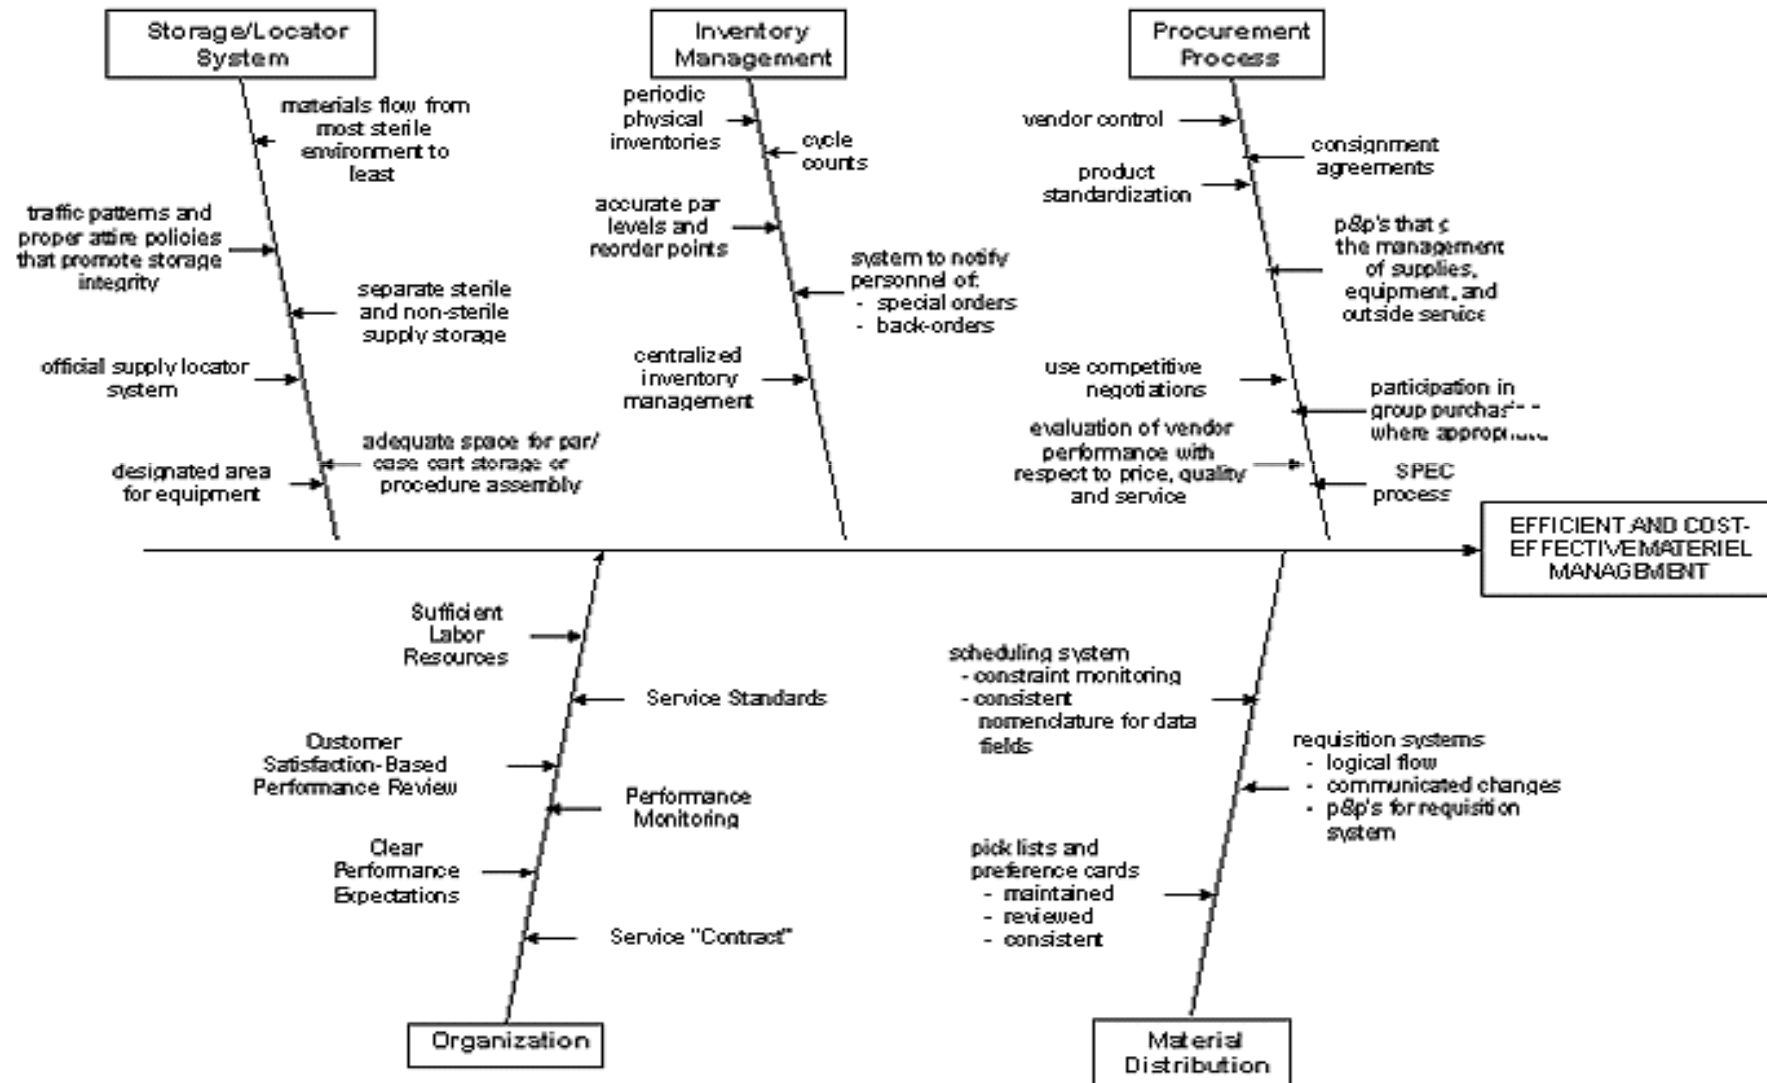 Storage/Locator
System
materials flow from
most sterile
environment to
least
traffic patterns and
proper attire policies
that promote storage
integrity
separate sterile
and non-sterile
supply storage
official supply locator
system
adequate space for par/
case cart storage or
procedure assembly
designated area
for equipment
Inventory
Management
periodic
physical
inventories
cycle
counts
accurate par
levels and
reorder points
system to notify
personnel of:
- special orders
- back-orders
centralized
inventory
management
Procurement
Process
vendor control
consignment
agreements
product
standardization
p&p's that
the management
of supplies,
equipment, and
outside service
use competitive
negotiations
participation in
group
where
evaluation of vendor
performance with
respect to price, quality
and service
SPEC
process
EFFICIENT AND COST-
EFFECTIVE MATERIEL
MANAGEMENT
Sufficient
Labor
Resources
Service Standards
Customer
Satisfaction-Based
Performance Review
Performance
Monitoring
Clear
Performance
Expectations
Service "Contract"
Organization
scheduling system
- constraint monitoring
- consistent
nomenclature for data
fields
requisition systems
- logical flow
- communicated changes
- p&p's for requisition
system
pick lists and
preference cards
- maintained
- reviewed
- consistent
Material
Distribution